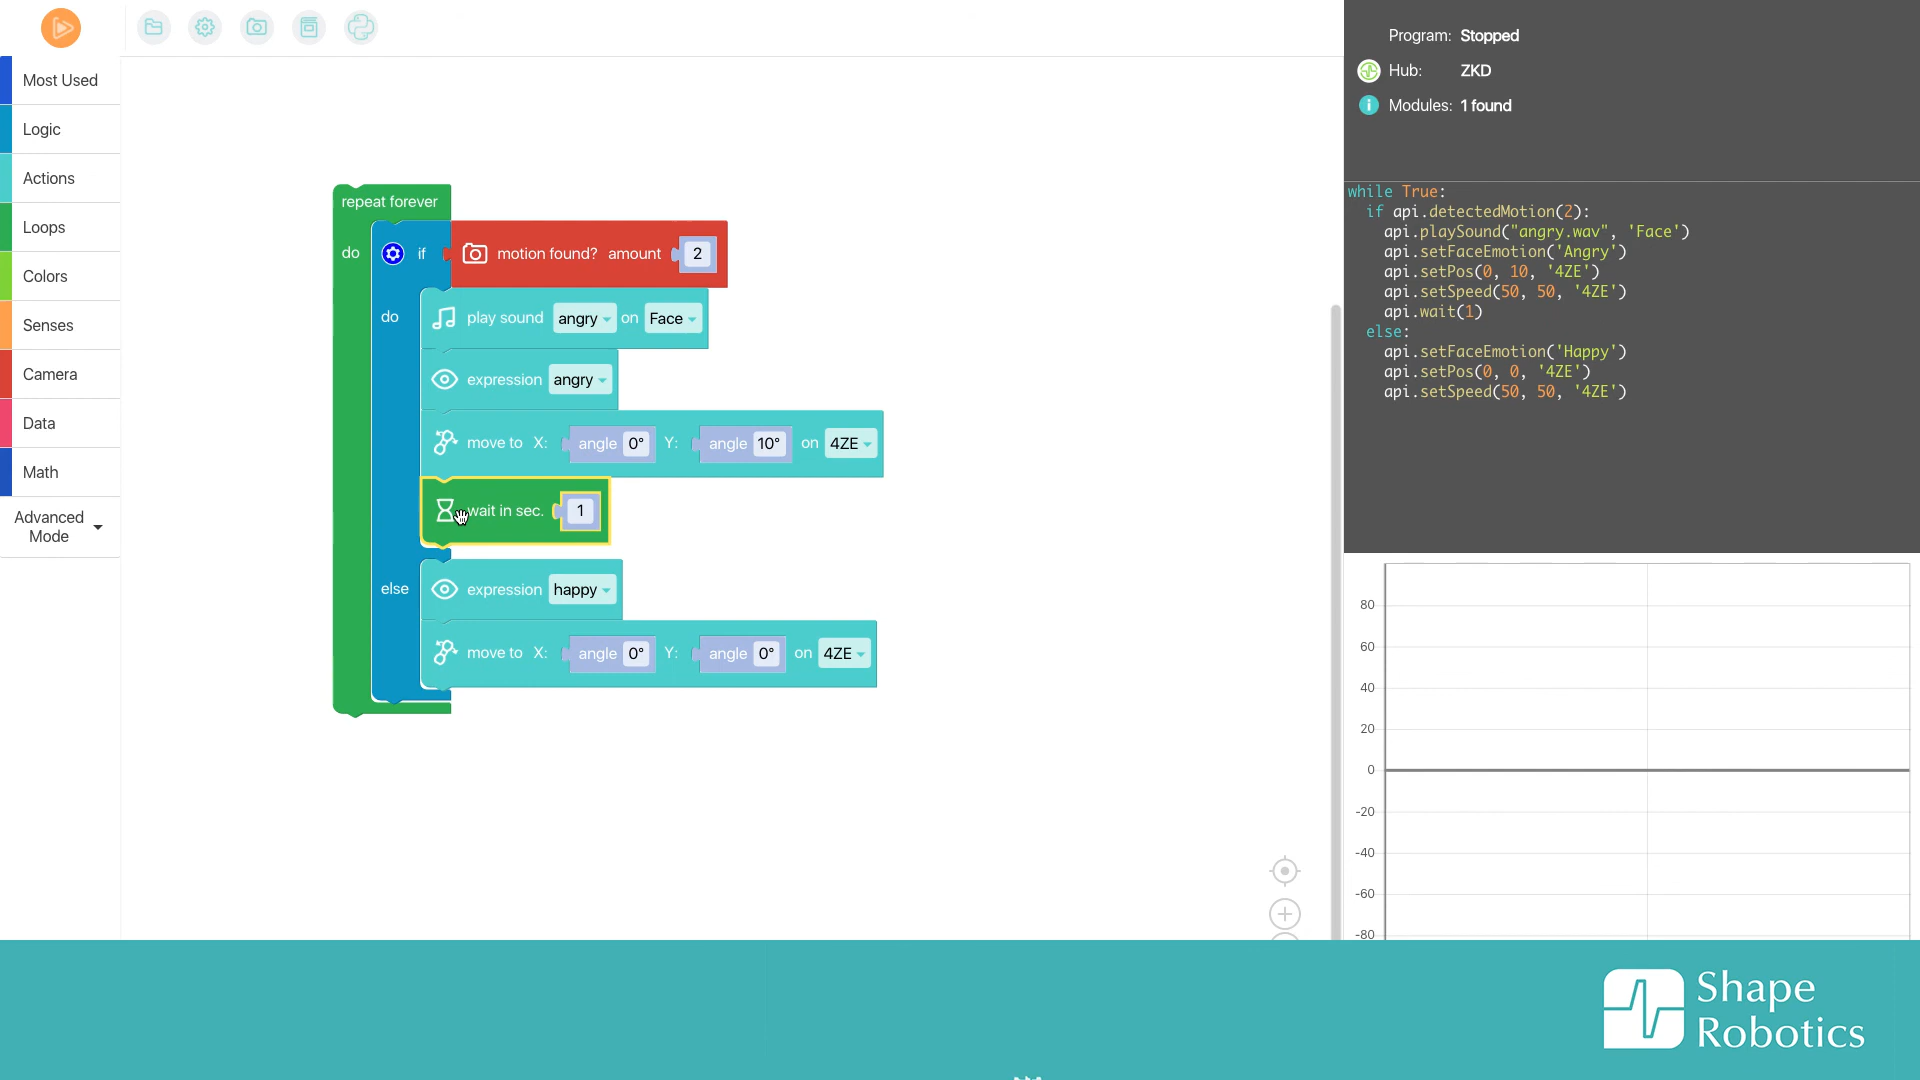 Most Used
Logic
Actions
Loops
Colors
Senses
Camera
Data
Math
Advanced
Mode
repeat forever
do
if
motion found? amount 2
do
play sound angry on Face
expression angry
move to X: angle 0° Y: angle 10° on 4ZE
wait in sec. 1
else
expression happy
move to X: angle 0° Y: angle 0° on 4ZE
Program: Stopped
Hub: ZKD
i Modules: 1 found
while True:
if api.detectedMotion(2):
api.playSound("angry.wav", 'Face')
api.setFaceEmotion('Angry')
api.setPos(0, 10, '4ZE')
api.setSpeed(50, 50, '4ZE')
api.wait(1)
else:
api.setFaceEmotion('Happy')
api.setPos(0, 0, '4ZE')
api.setSpeed(50, 50, '4ZE')
80
60
40
20
0
-20
-40
-60
-80
Shape
Robotics